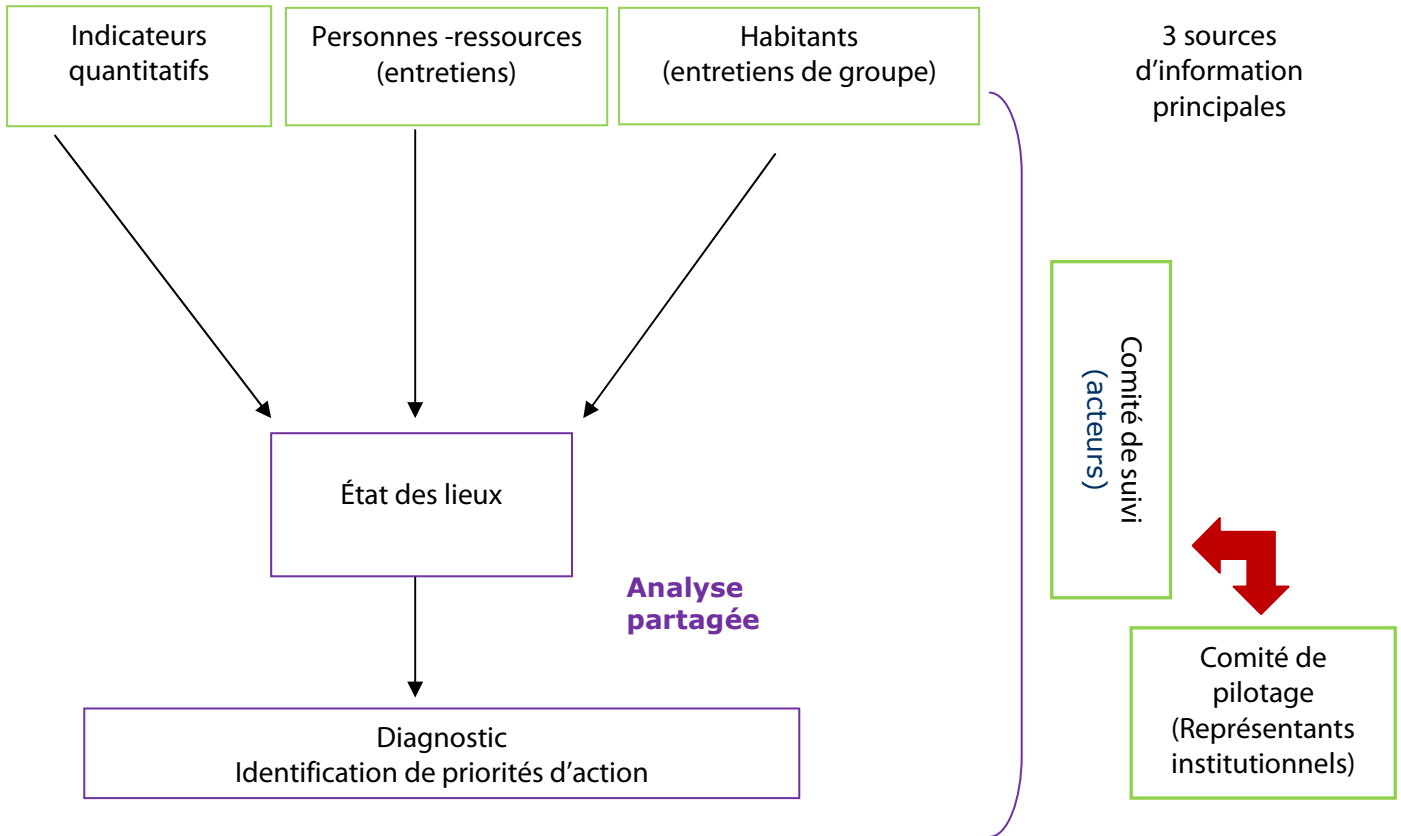 Indicateurs
quantitatifs
Personnes -ressources
(entretiens)
Habitants
(entretiens de groupe)
3 sources
d’information
principales
Comité de suivi
(acteurs)
État des lieux
Analyse
partagée
Comité de
pilotage
(Représentants
institutionnels)
Diagnostic
Identification de priorités d’action